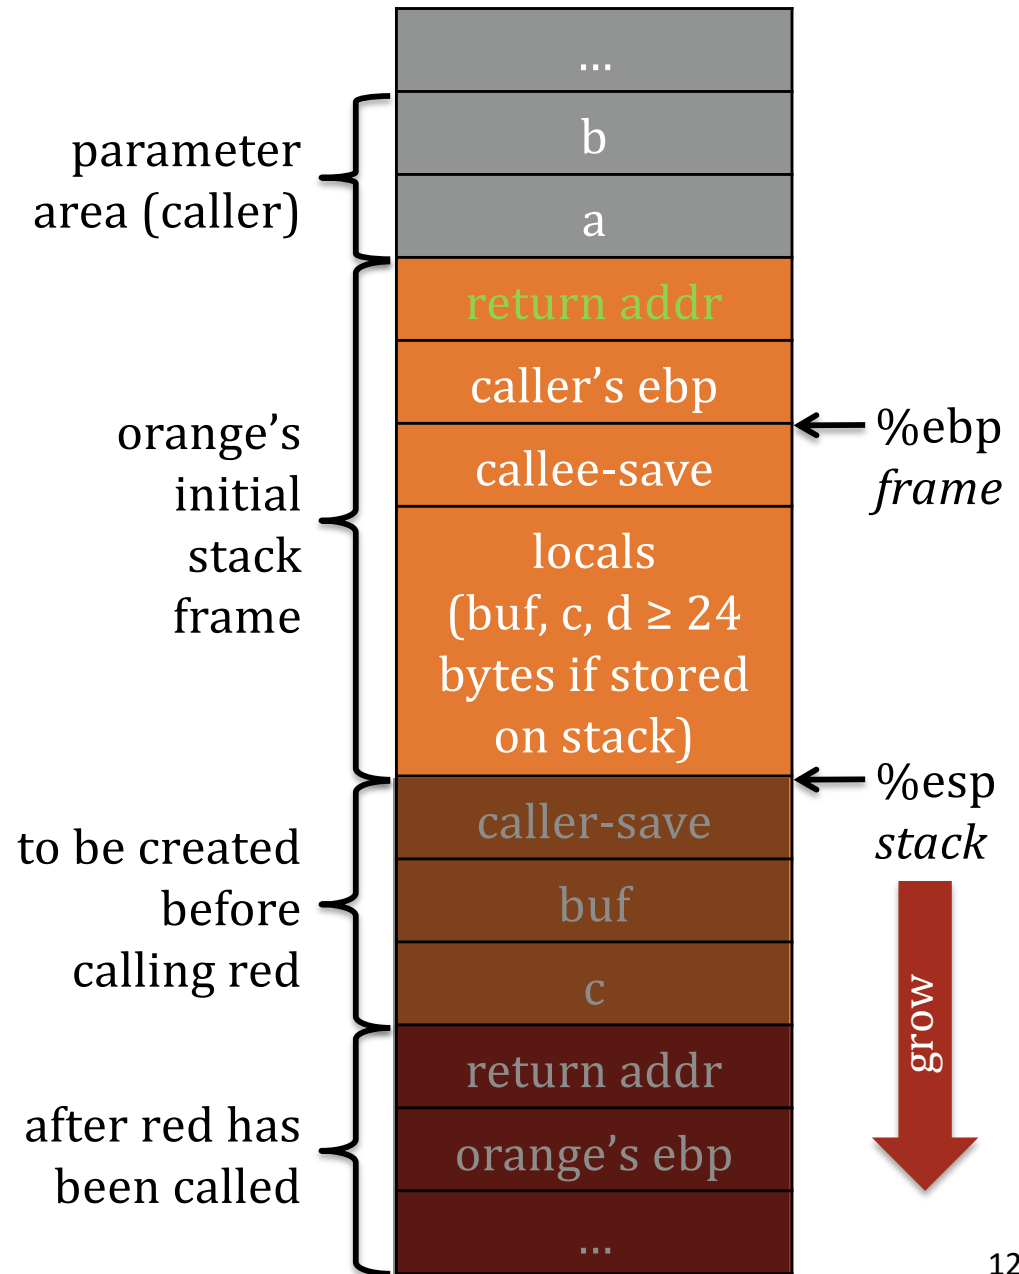 ...
b
a
parameter
area (caller)
return addr
caller’s ebp
callee-save
locals
(buf, c, d ≥ 24
bytes if stored
on stack)
orange’s
initial
stack
frame
%ebp
frame
%esp
stack
caller-save
buf
c
to be created
before
calling red
return addr
orange’s ebp
...
after red has
been called
grow
12